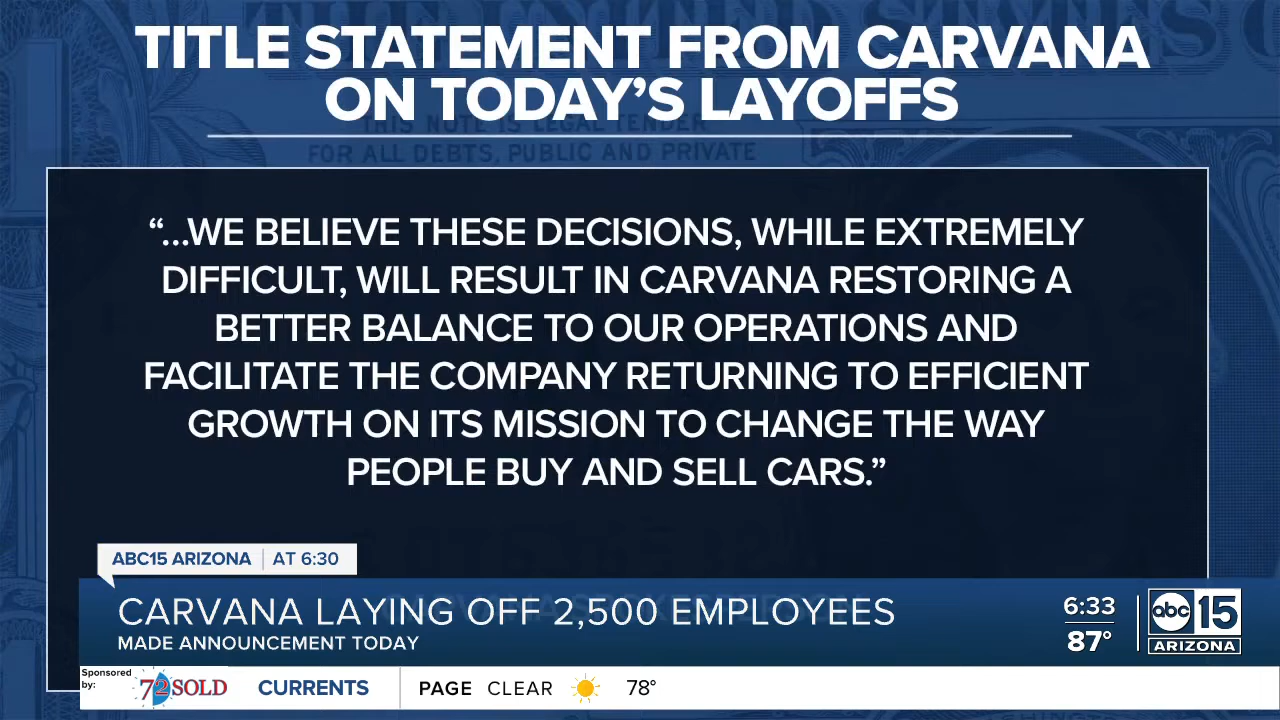 TITLE STATEMENT FROM CARVANA
ON TODAY'S LAYOFFS
THIS NOTE IS LEGAL TENDER
FOR ALL DEBTS, PUBLIC AND PRIVATE
“...WE BELIEVE THESE DECISIONS, WHILE EXTREMELY
DIFFICULT, WILL RESULT IN CARVANA RESTORING A
BETTER BALANCE TO OUR OPERATIONS AND
FACILITATE THE COMPANY RETURNING TO EFFICIENT
GROWTH ON ITS MISSION TO CHANGE THE WAY
PEOPLE BUY AND SELL CARS.”
ABC15 ARIZONA | AT 6:30
CARVANA LAYING OFF 2,500 EMPLOYEES
MADE ANNOUNCEMENT TODAY
6:33
87°
abc 15
ARIZONA
Sponsored
by:
72SOLD
CURRENTS
PAGE CLEAR 78°